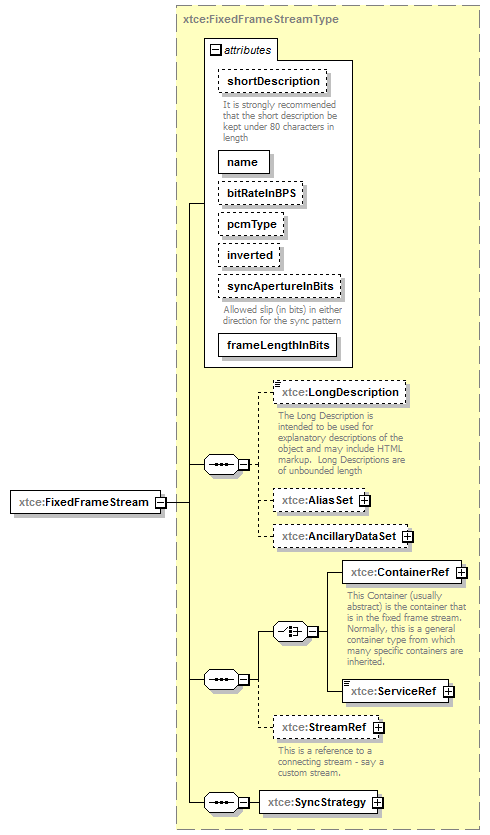 xtce:FixedFrameStreamType
attributes
shortDescription
It is strongly recommended
that the short description be
kept under 80 characters in
length
name
bitRateInBPS
pcmType
inverted
syncApertureInBits
Allowed slip (in bits) in either
direction for the sync pattern
frameLengthInBits
xtce:LongDescription
The Long Description is
intended to be used for
explanatory descriptions of the
object and may include HTML
markup.  Long Descriptions are
of unbounded length
xtce:FixedFrameStream
xtce:AliasSet
xtce:AncillaryDataSet
xtce:ContainerRef
This Container (usually
abstract) is the container that
is in the fixed frame stream.
Normally, this is a general
container type from which
many specific containers are
inherited.
xtce:ServiceRef
xtce:StreamRef
This is a reference to a
connecting stream - say a
custom stream.
xtce:SyncStrategy